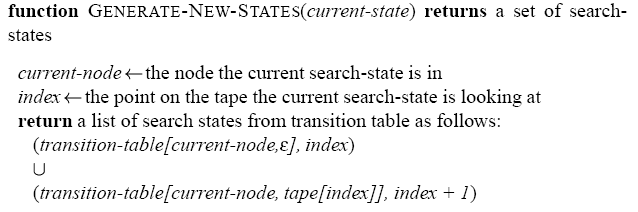 function GENERATE-NEW-STATES(current-state) returns a set of search-
states
current-node←the node the current search-state is in
index←the point on the tape the current search-state is looking at
return a list of search states from transition table as follows:
(transition-table[current-node,ε], index)
∪
(transition-table[current-node, tape[index]], index + 1)